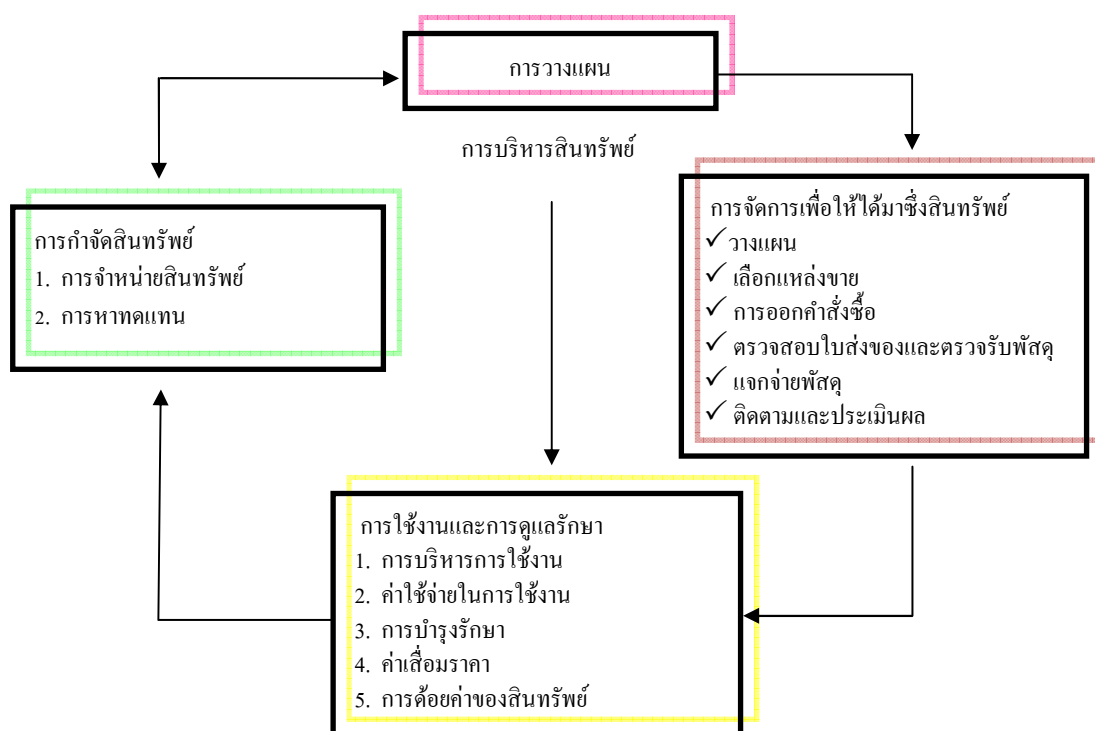 การวางแผน
การบริหารสินทรัพย์
การจัดการเพื่อให้ได้มาซึ่งสินทรัพย์
✓ วางแผน
✓ เลือกแหล่งขาย
✓ การออกคำสั่งซื้อ
✓ ตรวจสอบใบส่งของและตรวจรับพัสดุ
✓ แจกจ่ายพัสดุ
✓ ติดตามและประเมินผล
การกำจัดสินทรัพย์
1. การจำหน่ายสินทรัพย์
2. การหาทดแทน
การใช้งานและการดูแลรักษา
1. การบริหารการใช้งาน
2. ค่าใช้จ่ายในการใช้งาน
3. การบำรุงรักษา
4. ค่าเสื่อมราคา
5. การด้อยค่าของสินทรัพย์